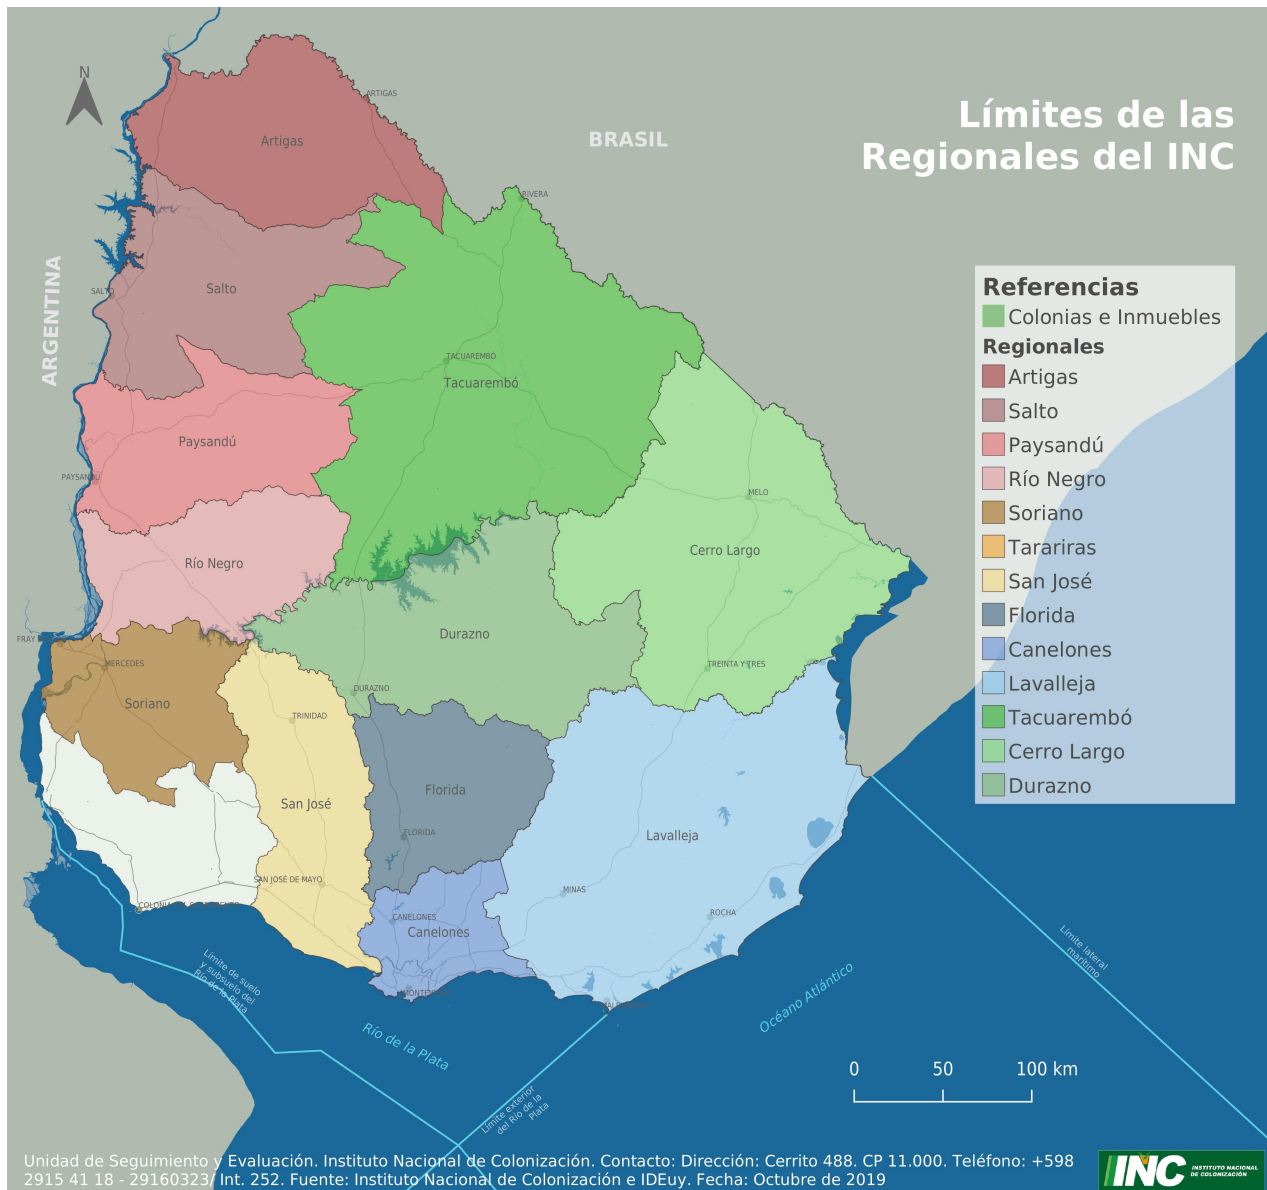 N
ARTIGAS
Límites de las
Regionales del INC
BRASIL
Artigas
RIVERA
ARGENTINA
SALTO
Salto
Referencias
Colonias e Inmuebles
Regionales
Artigas
Salto
Paysandú
Río Negro
Soriano
Tarariras
San José
Florida
Canelones
Lavalleja
Tacuarembó
Cerro Largo
Durazno
TACUAREMBÓ
Tacuarembó
Paysandú
PAYSANDÚ
MELO
Cerro Largo
Río Negro
Durazno
FRAY
MERCEDES
TREINTA Y TRES
Soriano
DURAZNO
TRINIDAD
Florida
San José
FLORIDA
Lavalleja
SAN JOSÉ DE MAYO
MINAS
COLONIA DEL SACRAMENTO
CANELONES
Canelones
ROCHA
Límite de suelo
y subsuelo del
Río de la Plata
Límite lateral
marítimo
Océano Atlántico
Río de la Plata
Límite exterior
del Río de la
Plata
0 50 100 km
Unidad de Seguimiento y Evaluación. Instituto Nacional de Colonización. Contacto: Dirección: Cerrito 488. CP 11.000. Teléfono: +598
2915 41 18 - 29160323/ Int. 252. Fuente: Instituto Nacional de Colonización e IDEuy. Fecha: Octubre de 2019
INC
INSTITUTO NACIONAL
DE COLONIZACIÓN